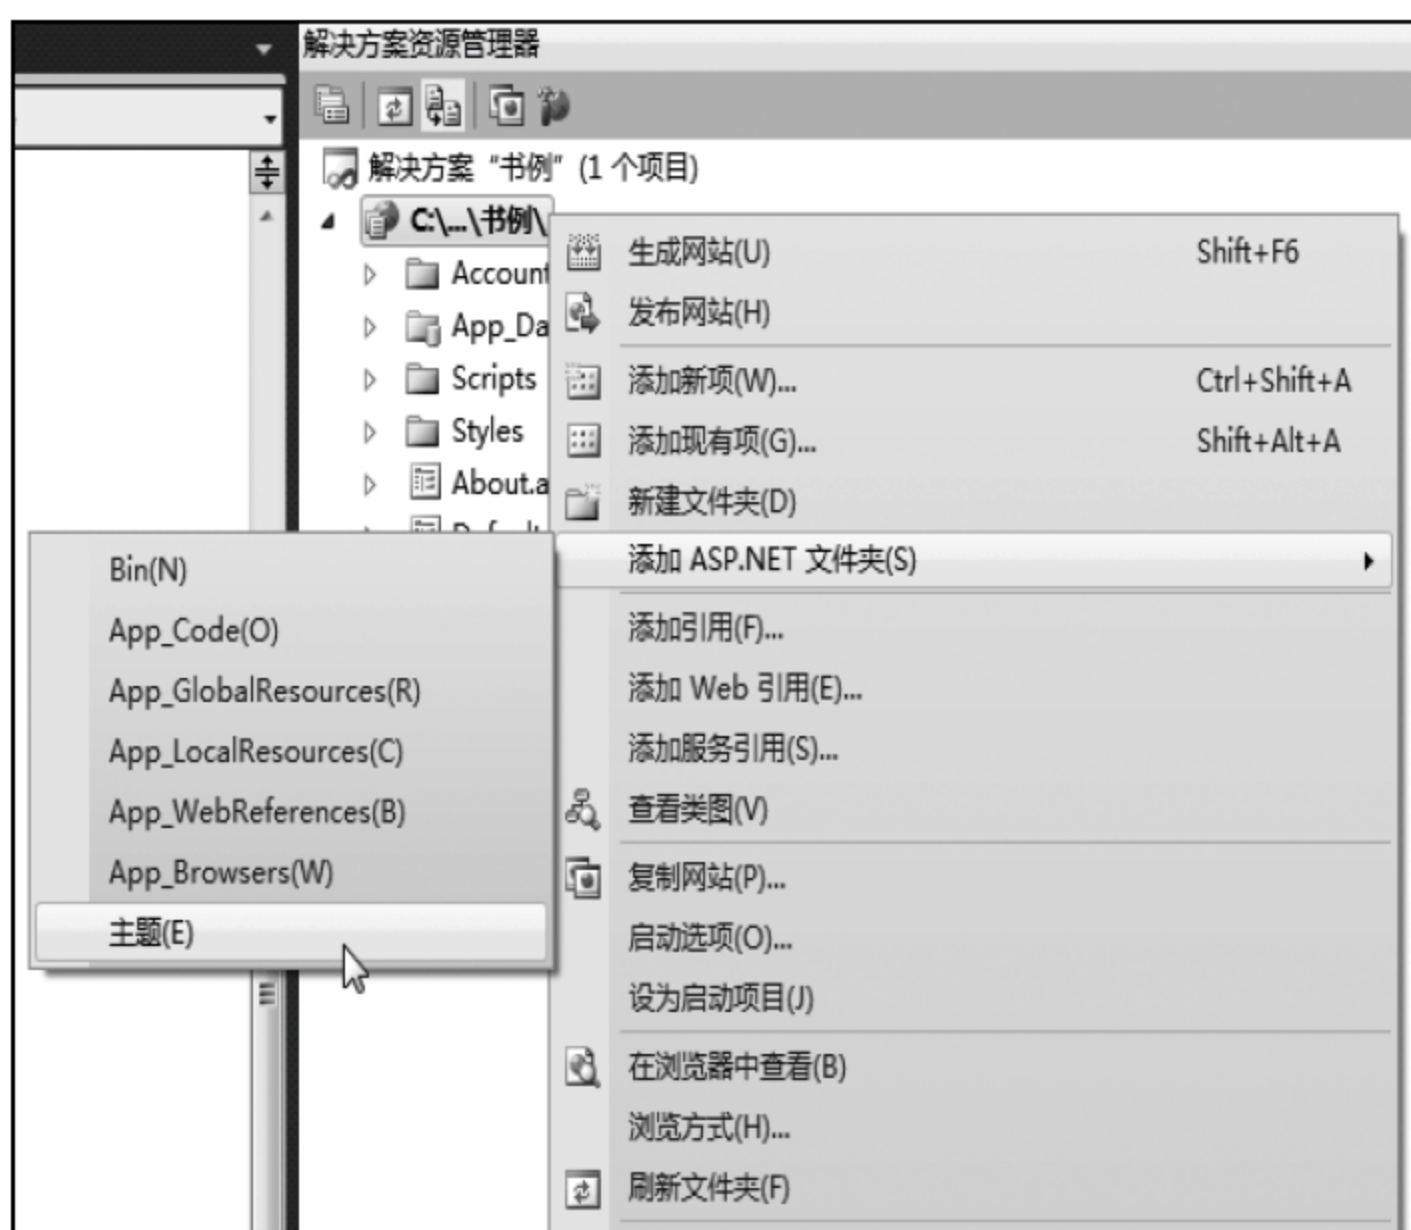 解决方案资源管理器
解决方案 “书例” (1 个项目)
C:\...\书例\
Account
App_Da
Scripts
Styles
About.a
生成网站(U) Shift+F6
发布网站(H)
添加新项(W)... Ctrl+Shift+A
添加现有项(G)... Shift+Alt+A
新建文件夹(D)
添加 ASP.NET 文件夹(S)
添加引用(F)...
添加 Web 引用(E)...
添加服务引用(S)...
查看类图(V)
复制网站(P)...
启动选项(O)...
设为启动项目(J)
在浏览器中查看(B)
浏览方式(H)...
刷新文件夹(F)
Bin(N)
App_Code(O)
App_GlobalResources(R)
App_LocalResources(C)
App_WebReferences(B)
App_Browsers(W)
主题(E)